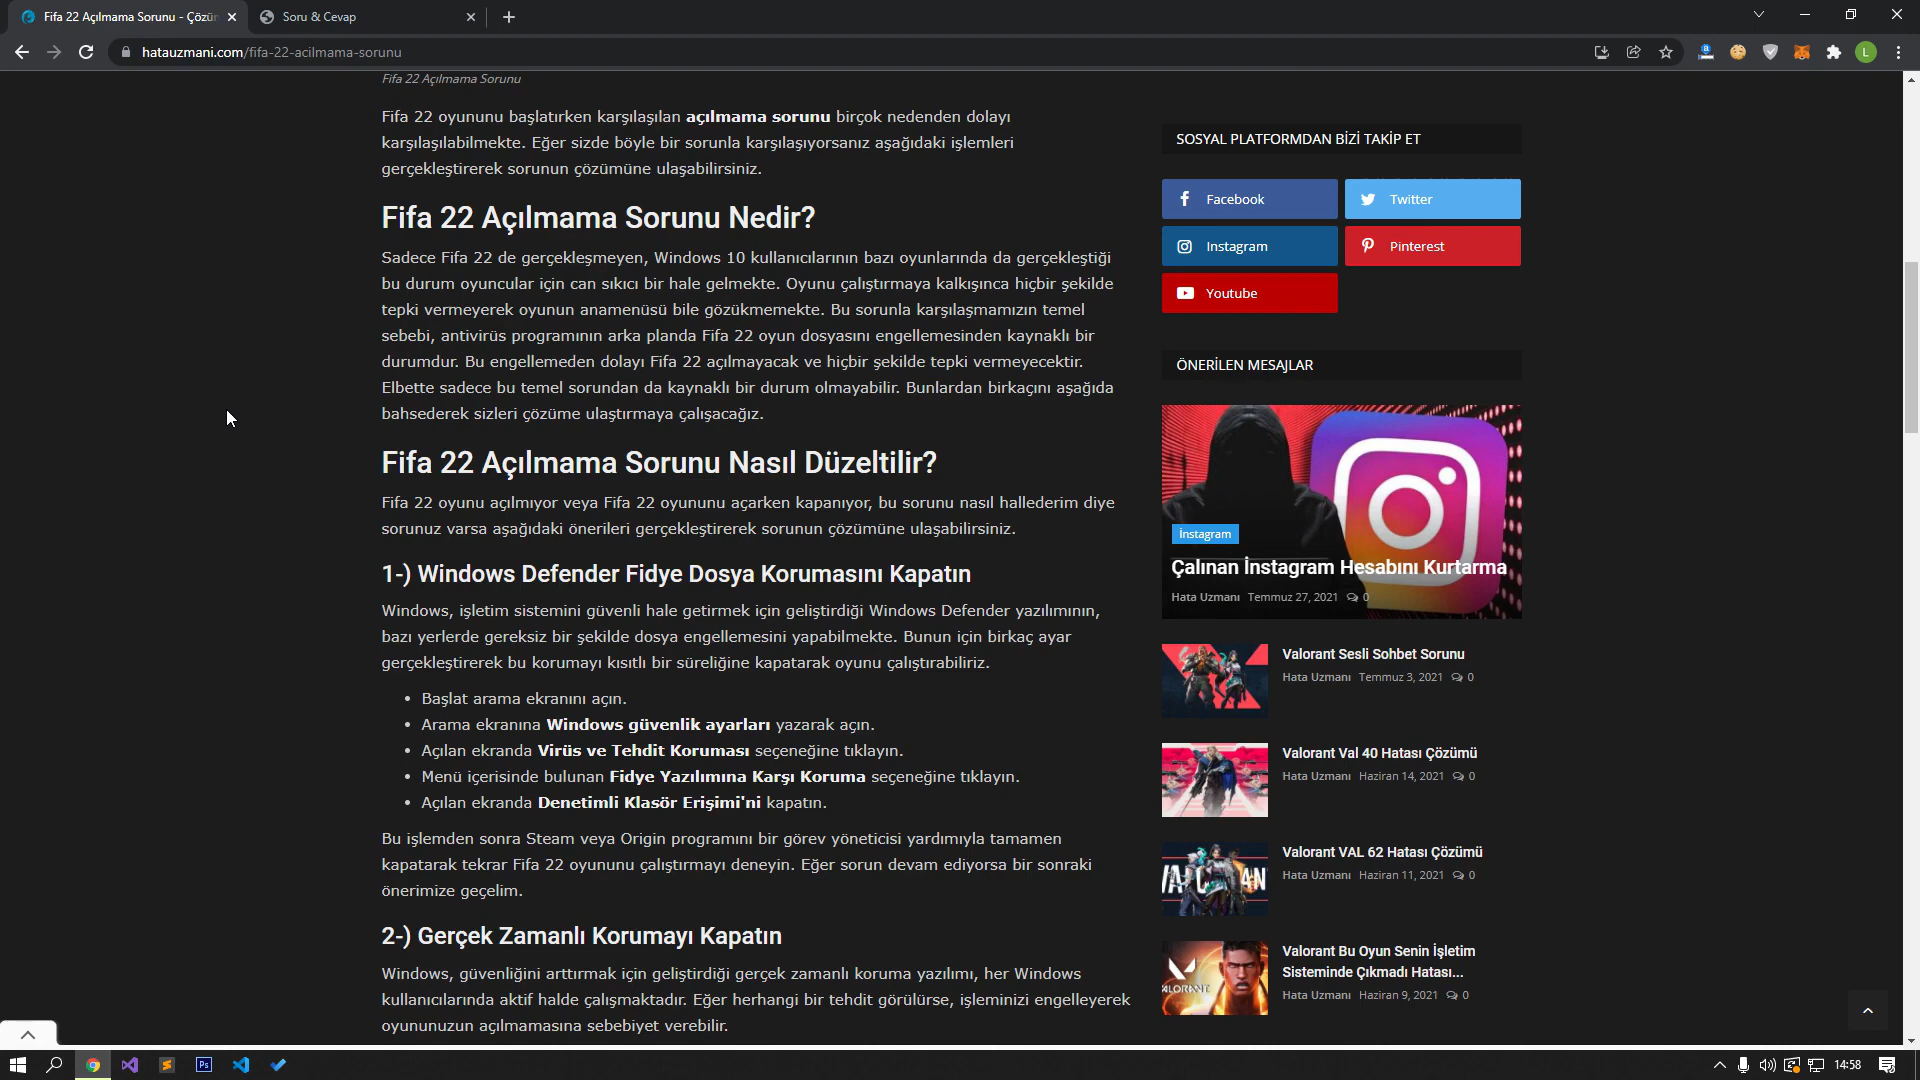 Fifa 22 Açılmama Sorunu - Çözün
Soru & Cevap
hatauzmani.com/fifa-22-acilmama-sorunu
L
Fifa 22 Açılmama Sorunu
Fifa 22 oyununu başlatırken karşılaşılan açılmama sorunu birçok nedenden dolayı
karşılaşılabilmekte. Eğer sizde böyle bir sorunla karşılaşıyorsanız aşağıdaki işlemleri
gerçekleştirerek sorunun çözümüne ulaşabilirsiniz.
Fifa 22 Açılmama Sorunu Nedir?
Sadece Fifa 22 de gerçekleşmeyen, Windows 10 kullanıcılarının bazı oyunlarında da gerçekleştiği
bu durum oyuncular için can sıkıcı bir hale gelmekte. Oyunu çalıştırmaya kalkışınca hiçbir şekilde
tepki vermeyerek oyunun anamenüsü bile gözükmemekte. Bu sorunla karşılaşmamızın temel
sebebi, antivirüs programının arka planda Fifa 22 oyun dosyasını engellemesinden kaynaklı bir
durumdur. Bu engellemeden dolayı Fifa 22 açılmayacak ve hiçbir şekilde tepki vermeyecektir.
Elbette sadece bu temel sorundan da kaynaklı bir durum olmayabilir. Bunlardan birkaçını aşağıda
bahsederek sizleri çözüme ulaştırmaya çalışacağız.
Fifa 22 Açılmama Sorunu Nasıl Düzeltilir?
Fifa 22 oyunu açılmıyor veya Fifa 22 oyununu açarken kapanıyor, bu sorunu nasıl hallederim diye
sorunuz varsa aşağıdaki önerileri gerçekleştirerek sorunun çözümüne ulaşabilirsiniz.
1-) Windows Defender Fidye Dosya Korumasını Kapatın
Windows, işletim sistemini güvenli hale getirmek için geliştirdiği Windows Defender yazılımının,
bazı yerlerde gereksiz bir şekilde dosya engellemesini yapabilmekte. Bunun için birkaç ayar
gerçekleştirerek bu korumayı kısıtlı bir süreliğine kapatarak oyunu çalıştırabiliriz.
• Başlat arama ekranını açın.
• Arama ekranına Windows güvenlik ayarları yazarak açın.
• Açılan ekranda Virüs ve Tehdit Koruması seçeneğine tıklayın.
• Menü içerisinde bulunan Fidye Yazılımına Karşı Koruma seçeneğine tıklayın.
• Açılan ekranda Denetimli Klasör Erişimi'ni kapatın.
Bu işlemden sonra Steam veya Origin programını bir görev yöneticisi yardımıyla tamamen
kapatarak tekrar Fifa 22 oyununu çalıştırmayı deneyin. Eğer sorun devam ediyorsa bir sonraki
önerimize geçelim.
2-) Gerçek Zamanlı Korumayı Kapatın
Windows, güvenliğini arttırmak için geliştirdiği gerçek zamanlı koruma yazılımı, her Windows
kullanıcılarında aktif halde çalışmaktadır. Eğer herhangi bir tehdit görülürse, işleminizi engelleyerek
oyununuzun açılmamasına sebebiyet verebilir.
SOSYAL PLATFORMDAN BİZİ TAKİP ET
Facebook
Twitter
Instagram
Pinterest
Youtube
ÖNERİLEN MESAJLAR
İnstagram
Çalınan İnstagram Hesabını Kurtarma
Hata Uzmanı Temmuz 27, 2021 0
Valorant Sesli Sohbet Sorunu
Hata Uzmanı Temmuz 3, 2021 0
Valorant Val 40 Hatası Çözümü
Hata Uzmanı Haziran 14, 2021 0
Valorant VAL 62 Hatası Çözümü
Hata Uzmanı Haziran 11, 2021 0
Valorant Bu Oyun Senin İşletim
Sisteminde Çıkmadı Hatası...
Hata Uzmanı Haziran 9, 2021 0
Ps
14:58